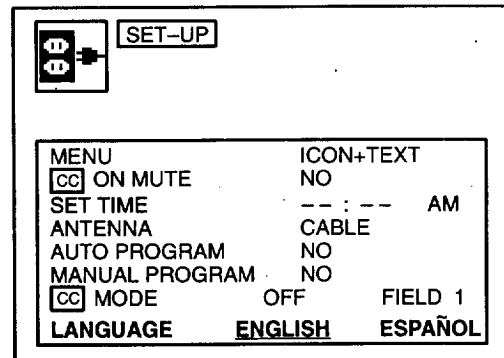 SET–UP
MENU ICON+TEXT
CC ON MUTE NO
SET TIME – – : – – AM
ANTENNA CABLE
AUTO PROGRAM NO
MANUAL PROGRAM NO
CC MODE OFF FIELD 1
LANGUAGE ENGLISH ESPAÑOL